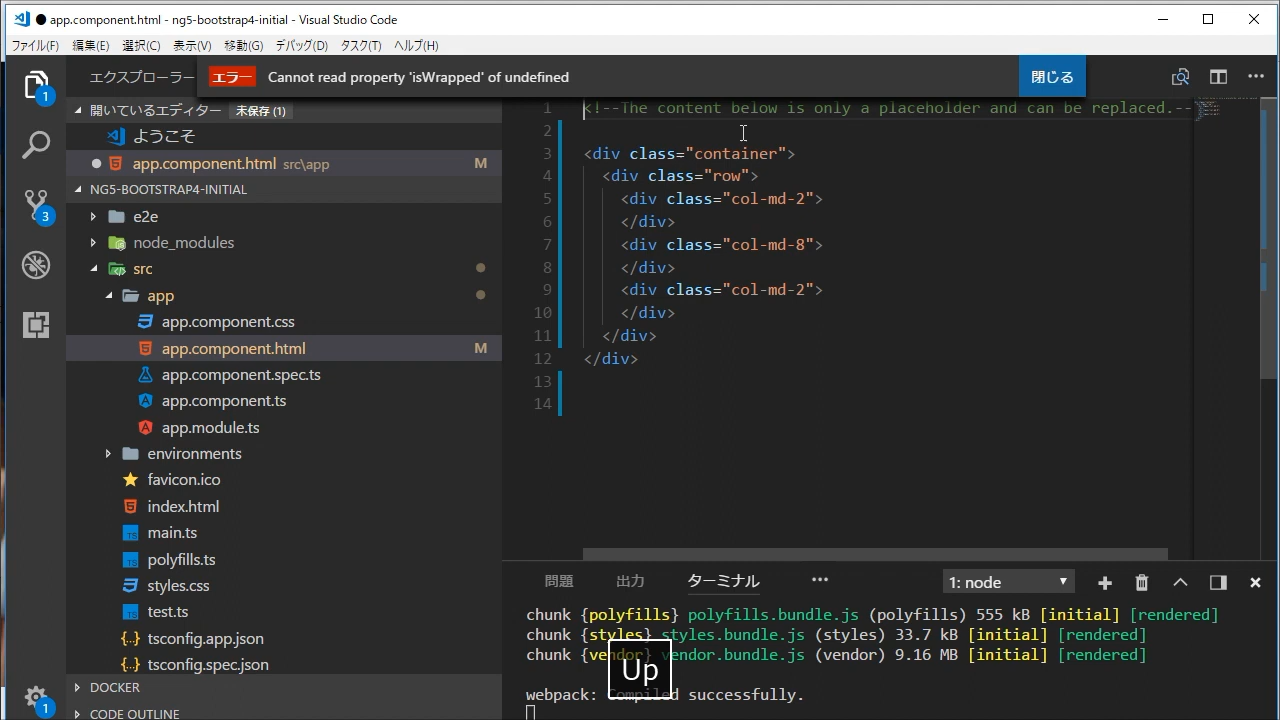 app.component.html - ng5-bootstrap4-initial - Visual Studio Code
ファイル(F) 編集(E) 選択(C) 表示(V) 移動(G) デバッグ(D) タスク(T) ヘルプ(H)
エクスプローラー
エラー Cannot read property 'isWrapped' of undefined 閉じる
1
3
1
開いているエディター 未保存 (1)
ようこそ
app.component.html src\app M
NG5-BOOTSTRAP4-INITIAL
e2e
node_modules
src
app
app.component.css
app.component.html M
app.component.spec.ts
app.component.ts
app.module.ts
environments
favicon.ico
index.html
main.ts
polyfills.ts
styles.css
test.ts
tsconfig.app.json
tsconfig.spec.json
DOCKER
CODE OUTLINE
1 <!--The content below is only a placeholder and can be replaced.--
2
3 <div class="container">
4 <div class="row">
5 <div class="col-md-2">
6 </div>
7 <div class="col-md-8">
8 </div>
9 <div class="col-md-2">
10 </div>
11 </div>
12 </div>
13
14
問題 出力 ターミナル ••• 1: node
chunk {polyfills} polyfills.bundle.js (polyfills) 555 kB [initial] [rendered]
chunk {styles} styles.bundle.js (styles) 33.7 kB [initial] [rendered]
chunk {vendor} vendor.bundle.js (vendor) 9.16 MB [initial] [rendered]
webpack: Compiled successfully.
Up